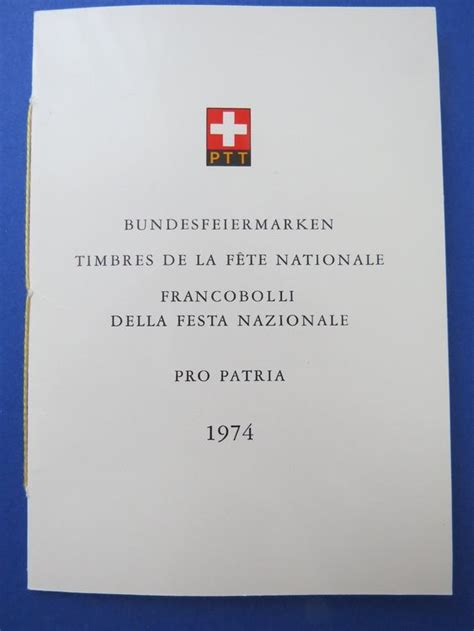 PTT
BUNDESFEIERMARKEN
TIMBRES DE LA FÊTE NATIONALE
FRANCOBOLLI
DELLA FESTA NAZIONALE
PRO PATRIA
1974